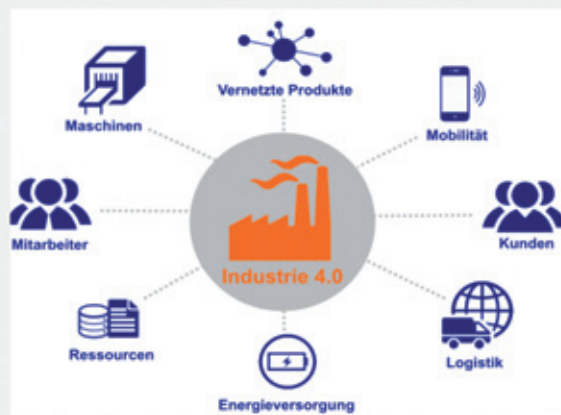 Vernetzte Produkte
Maschinen
Mobilität
Mitarbeiter
Kunden
Industrie 4.0
Ressourcen
Logistik
Energieversorgung